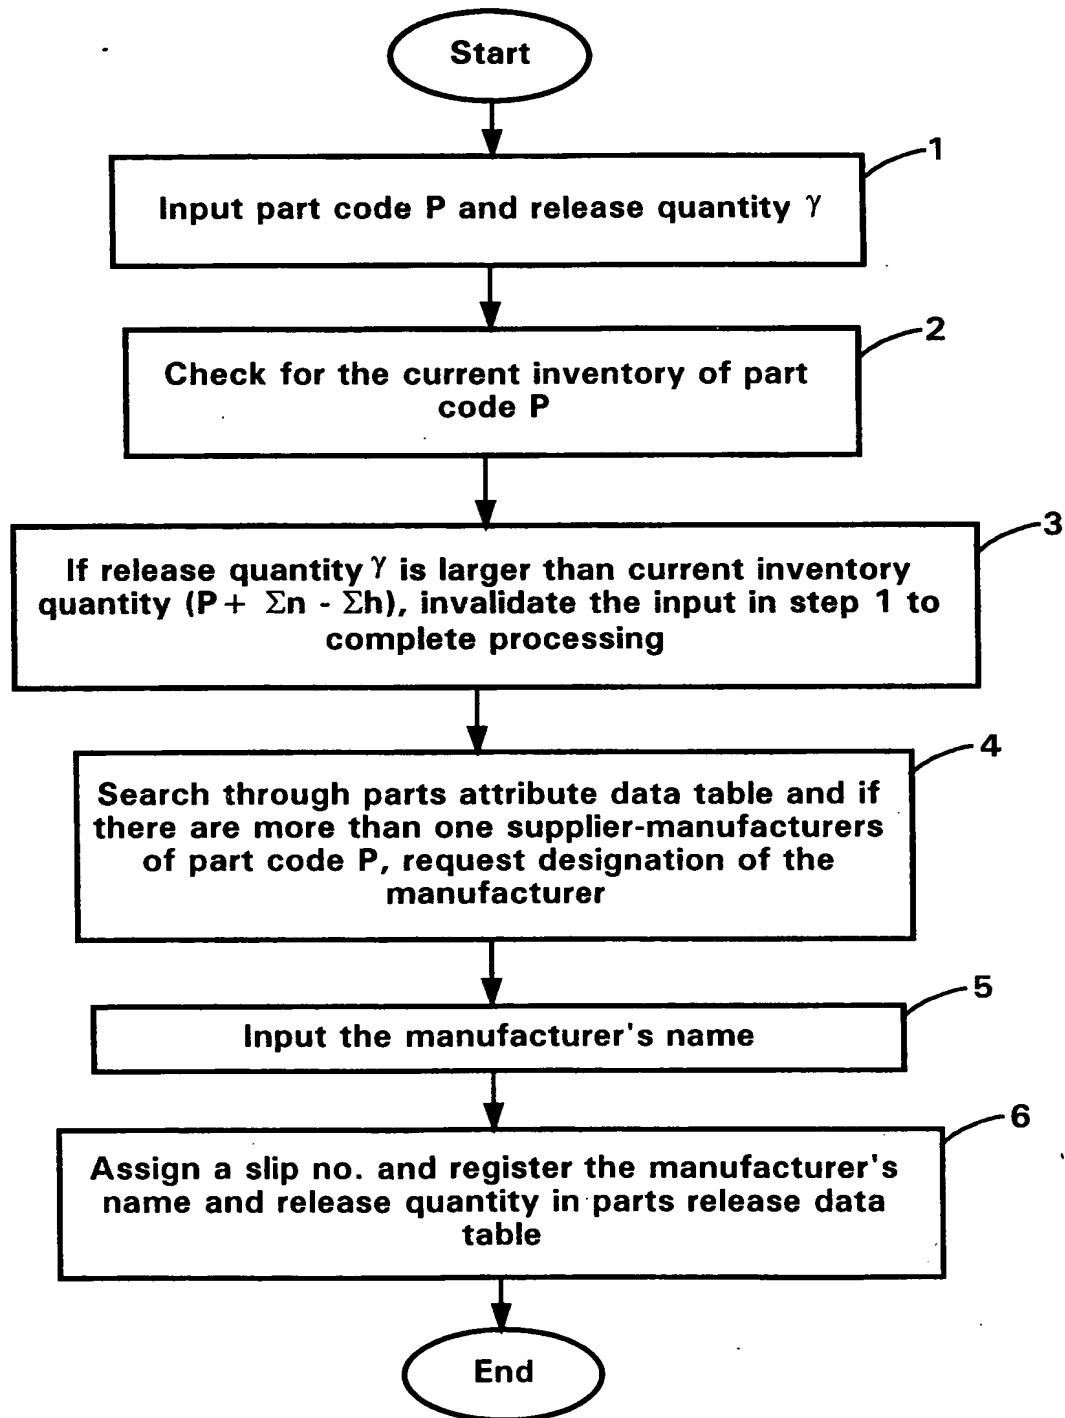 Start
1
Input part code P and release quantity γ
2
Check for the current inventory of part
code P
3
If release quantity γ is larger than current inventory
quantity (P+ Σn - Σh), invalidate the input in step 1 to
complete processing
4
Search through parts attribute data table and if
there are more than one supplier-manufacturers
of part code P, request designation of the
manufacturer
5
Input the manufacturer's name
6
Assign a slip no. and register the manufacturer's
name and release quantity in parts release data
table
End